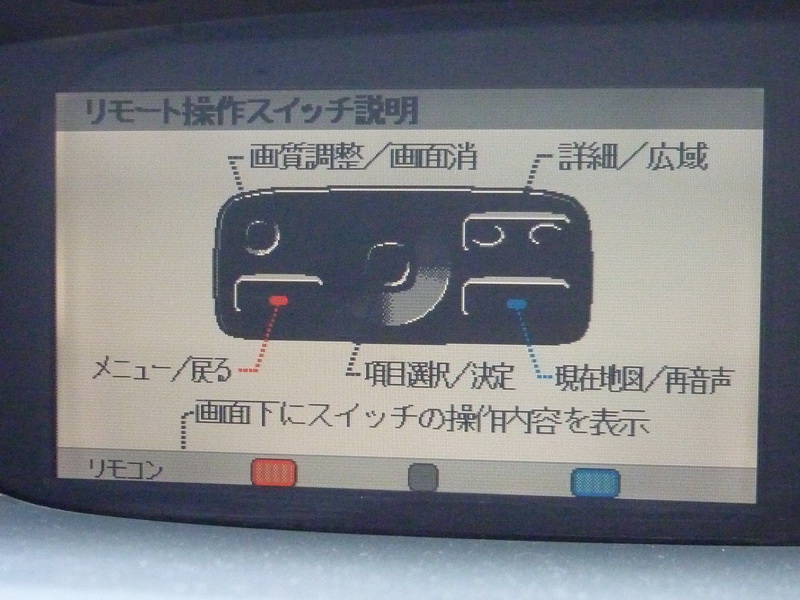 リモート操作スイッチ説明
画質調整／画面消
詳細／広域
メニュー／戻る
項目選択／決定
現在地図／再音声
画面下にスイッチの操作内容を表示
リモコン